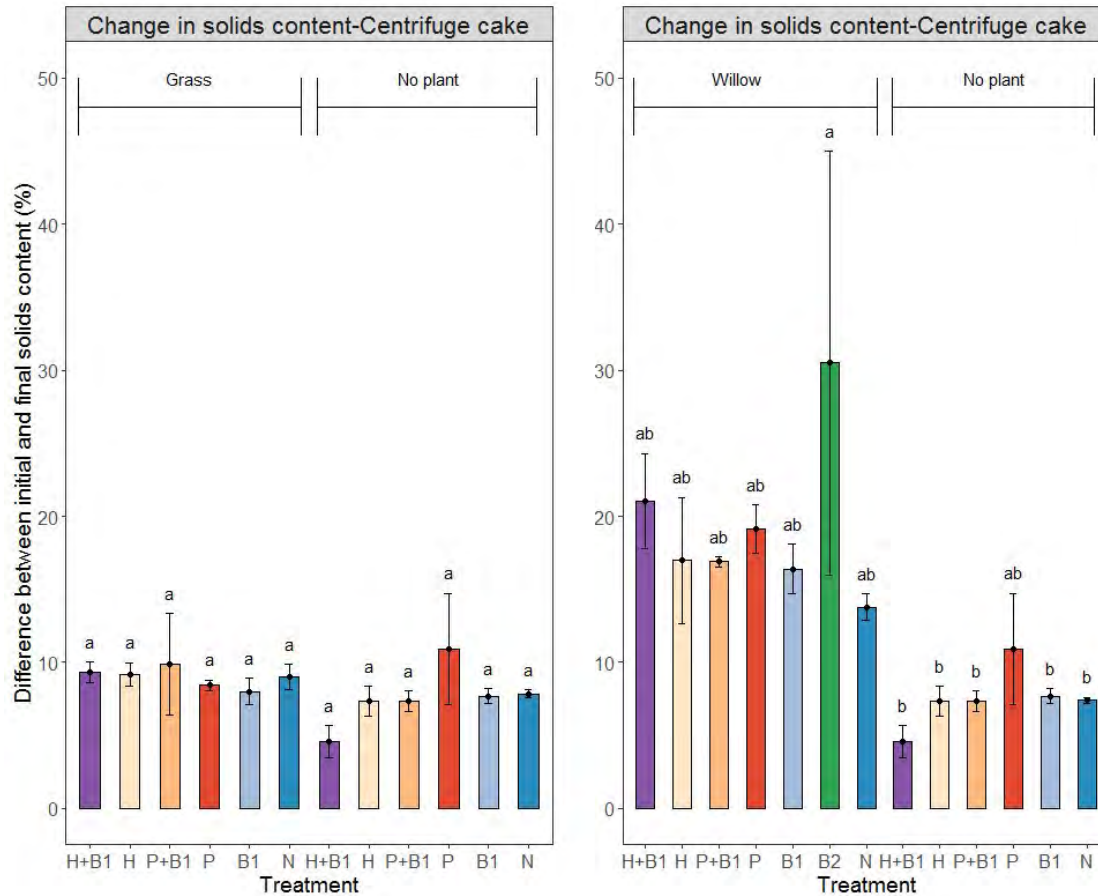 Change in solids content-Centrifuge cake
Difference between initial and final solids content (%)
50
40
30
20
10
0
Grass
No plant
a
a
a
a
a
a
a
a
a
a
a
a
H+B1 H P+B1 P B1 N H+B1 H P+B1 P B1 N
Treatment
Change in solids content-Centrifuge cake
50
40
30
20
10
0
Willow
No plant
ab
ab
ab
ab
ab
a
ab
b
b
b
ab
b
b
H+B1 H P+B1 P B1 B2 N H+B1 H P+B1 P B1 N
Treatment